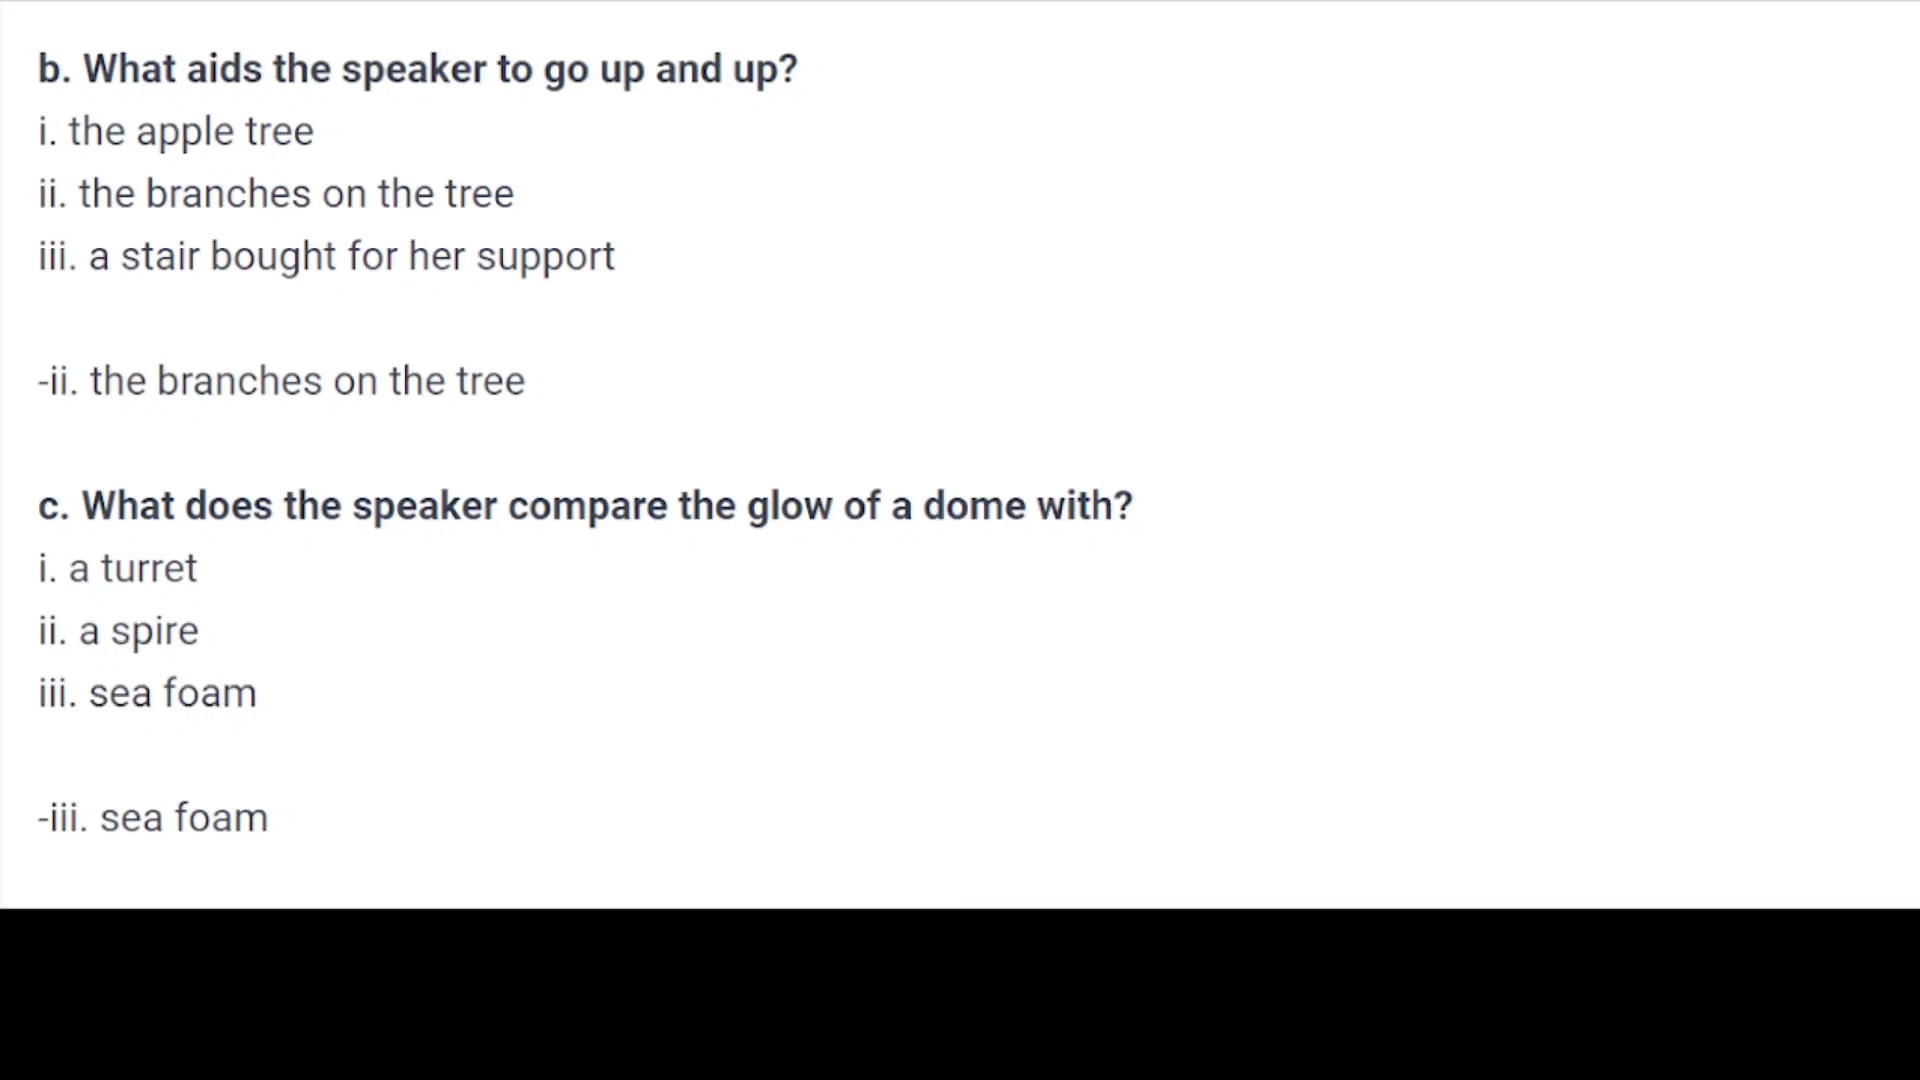 b. What aids the speaker to go up and up?
i. the apple tree
ii. the branches on the tree
iii. a stair bought for her support
-ii. the branches on the tree
c. What does the speaker compare the glow of a dome with?
i. a turret
ii. a spire
iii. sea foam
-iii. sea foam